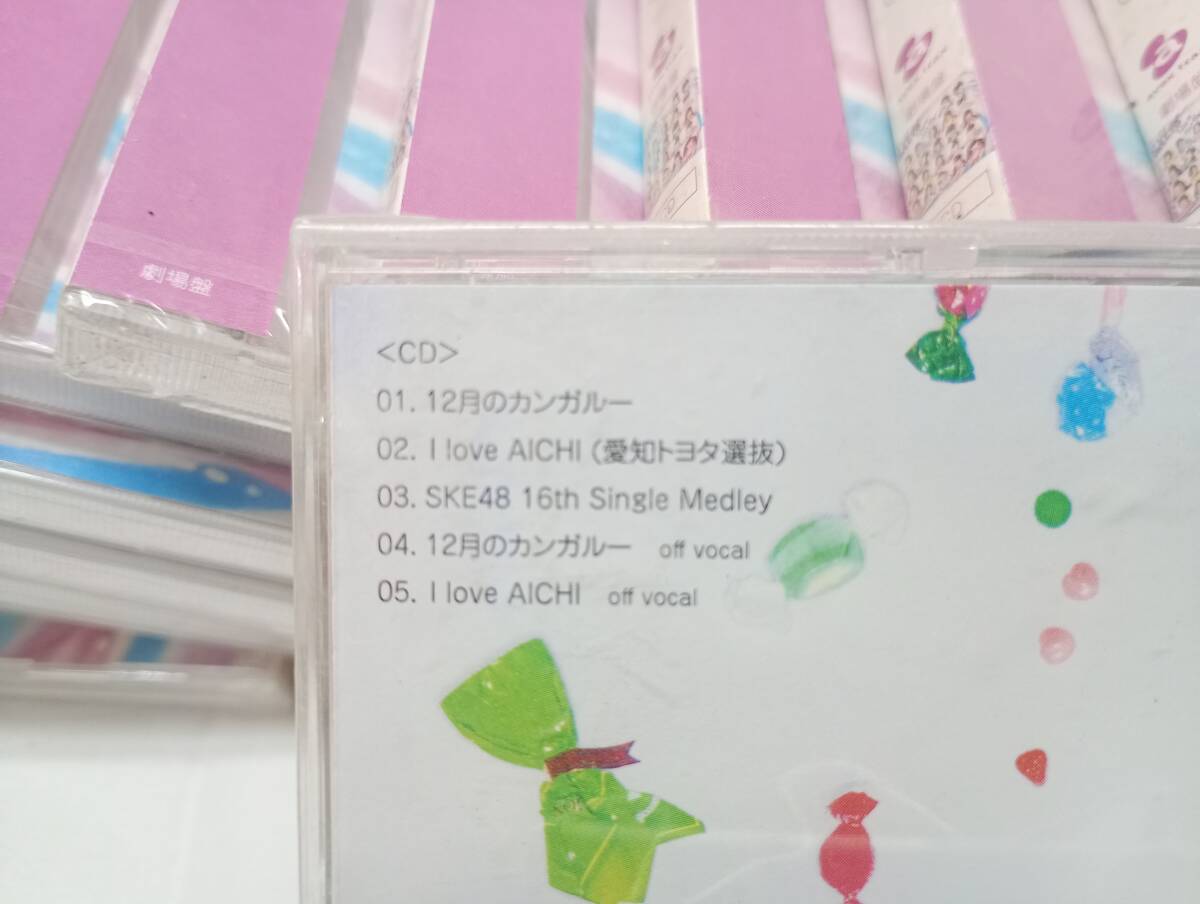 劇場盤
<CD>
01. 12月のカンガルー
02. I love AICHI (愛知トヨタ選抜)
03. SKE48 16th Single Medley
04. 12月のカンガルー off vocal
05. I love AICHI off vocal